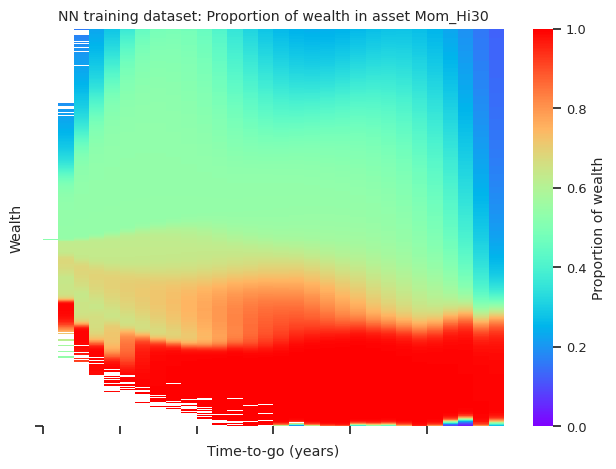 NN training dataset: Proportion of wealth in asset Mom_Hi30
Wealth
Time-to-go (years)
1.0
0.8
0.6
0.4
0.2
0.0
Proportion of wealth